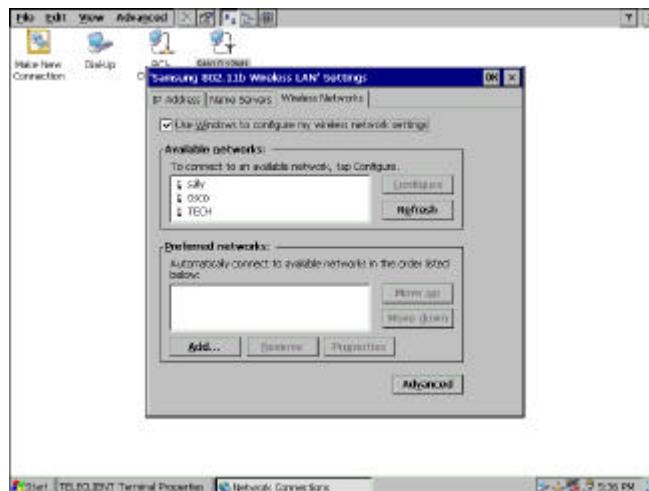 File Edit View Advanced
Make New
Connection
Dial-Up
'Samsung 802.11b Wireless LAN' Settings
OK
IP Address Name Servers Wireless Networks
Use Windows to configure my wireless network settings
Available networks:
To connect to an available network, tap Configure.
Configure
TECH
Refresh
Preferred networks:
Automatically connect to available networks in the order listed
below:
Move up
Move down
Add... Remove Properties
Advanced
Start TELECLIENT Terminal Properties Network Connections 5:36 PM